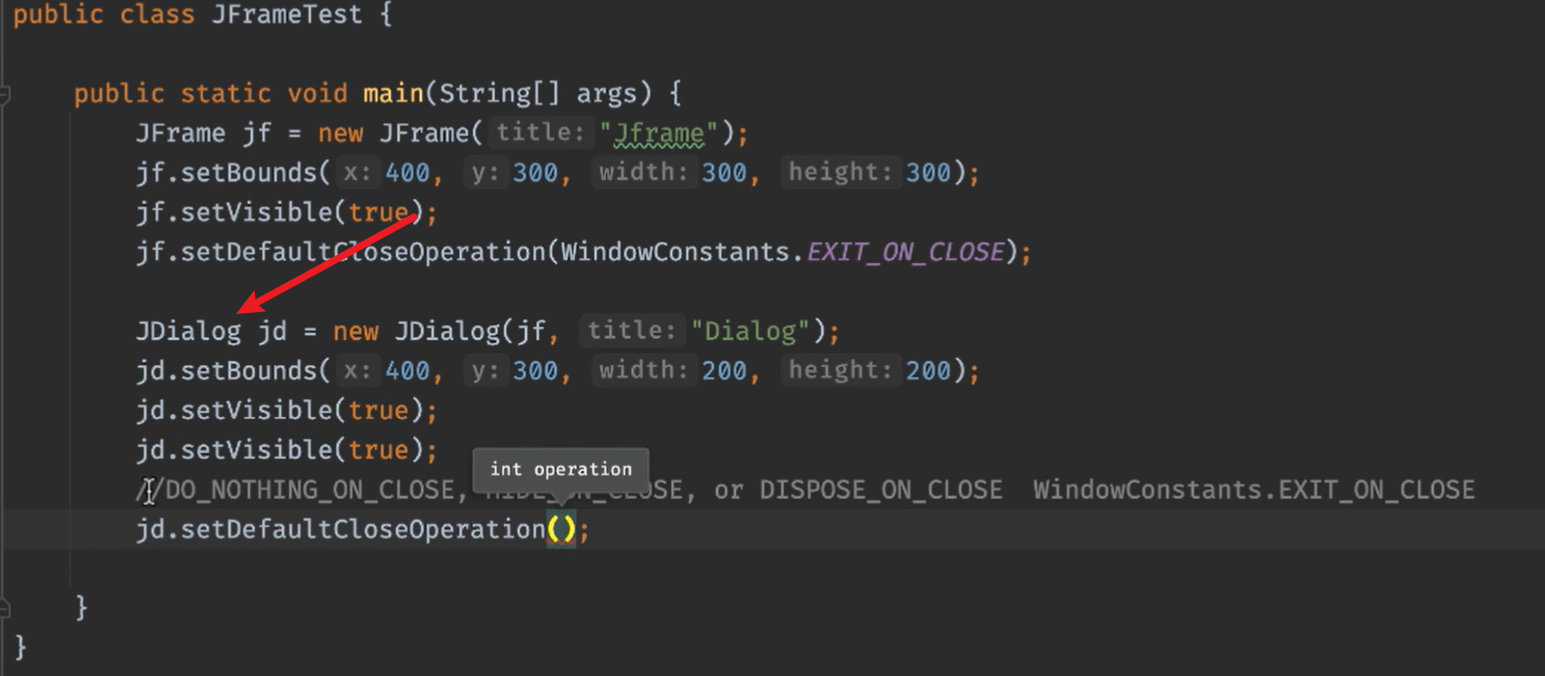 public class JFrameTest {
public static void main(String[] args) {
JFrame jf = new JFrame( title: "Jframe");
jf.setBounds( x: 400, y: 300, width: 300, height: 300);
jf.setVisible(true);
jf.setDefaultCloseOperation(WindowConstants.EXIT_ON_CLOSE);
JDialog jd = new JDialog(jf, title: "Dialog");
jd.setBounds( x: 400, y: 300, width: 200, height: 200);
jd.setVisible(true);
jd.setVisible(true);
int operation
//DO_NOTHING_ON_CLOSE, HIDE_ON_CLOSE, or DISPOSE_ON_CLOSE WindowConstants.EXIT_ON_CLOSE
jd.setDefaultCloseOperation();
}
}